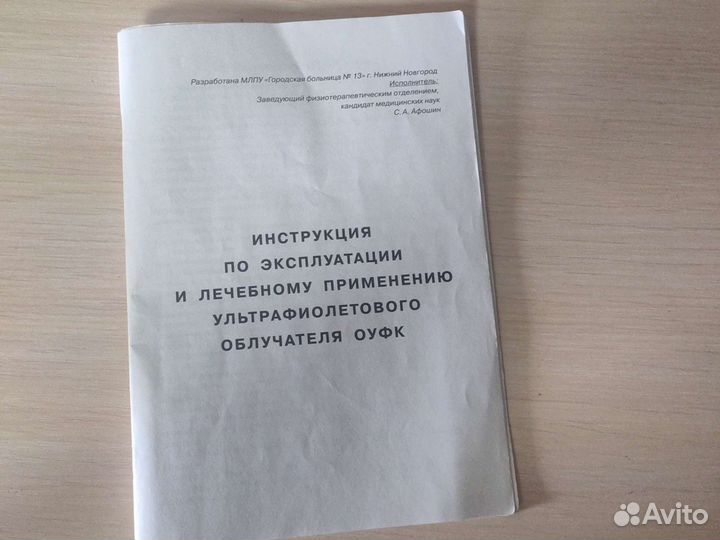 Разработана МЛПУ «Городская больница № 13» г. Нижний Новгород
Исполнитель:
Заведующий физиотерапевтическим отделением,
кандидат медицинских наук
С. А. Афошин
ИНСТРУКЦИЯ
ПО ЭКСПЛУАТАЦИИ
И ЛЕЧЕБНОМУ ПРИМЕНЕНИЮ
УЛЬТРАФИОЛЕТОВОГО
ОБЛУЧАТЕЛЯ ОУФК
Avito